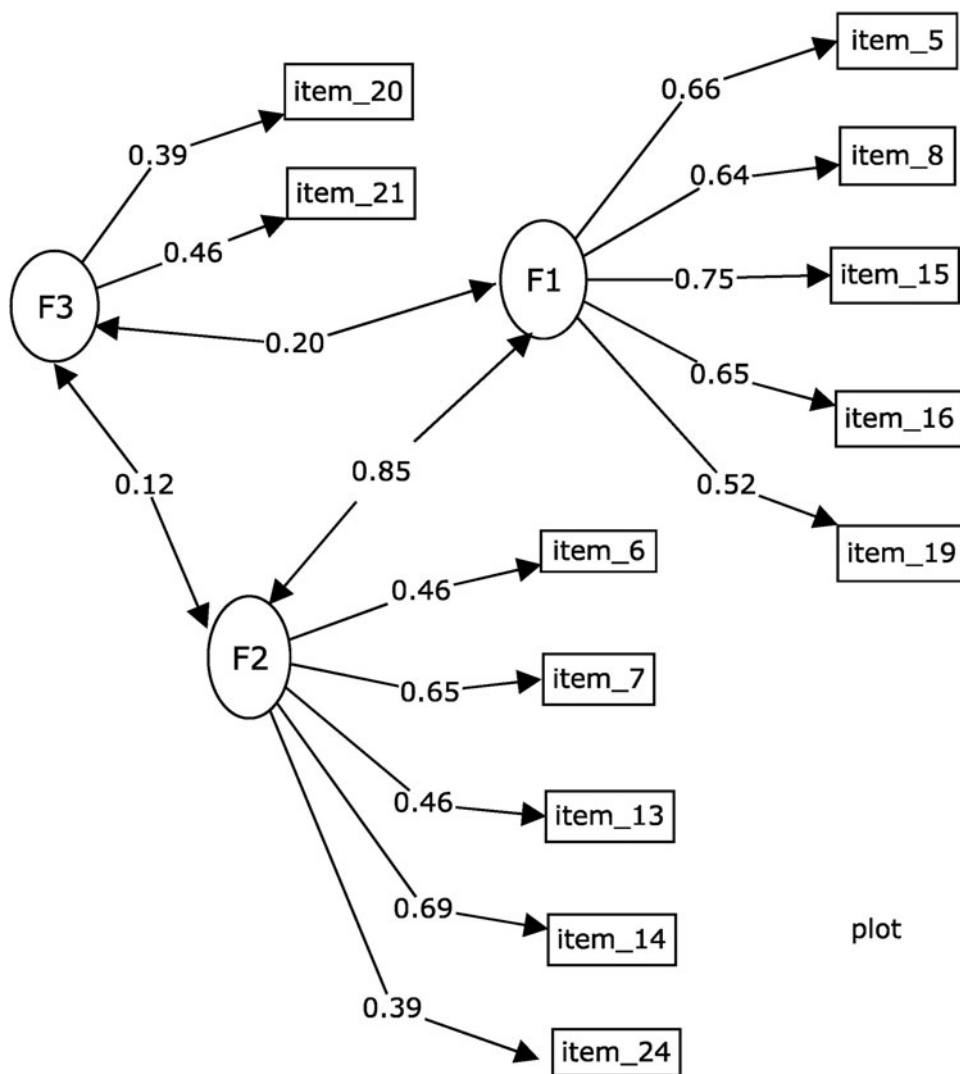 item_5
item_20
0.66
item_8
0.39
0.64
item_21
0.46
F1
item_15
0.75
F3
0.20
0.65
item_16
0.85
0.12
0.52
item_6
item_19
0.46
F2
item_7
0.65
0.46
item_13
0.69
item_14
plot
0.39
item_24